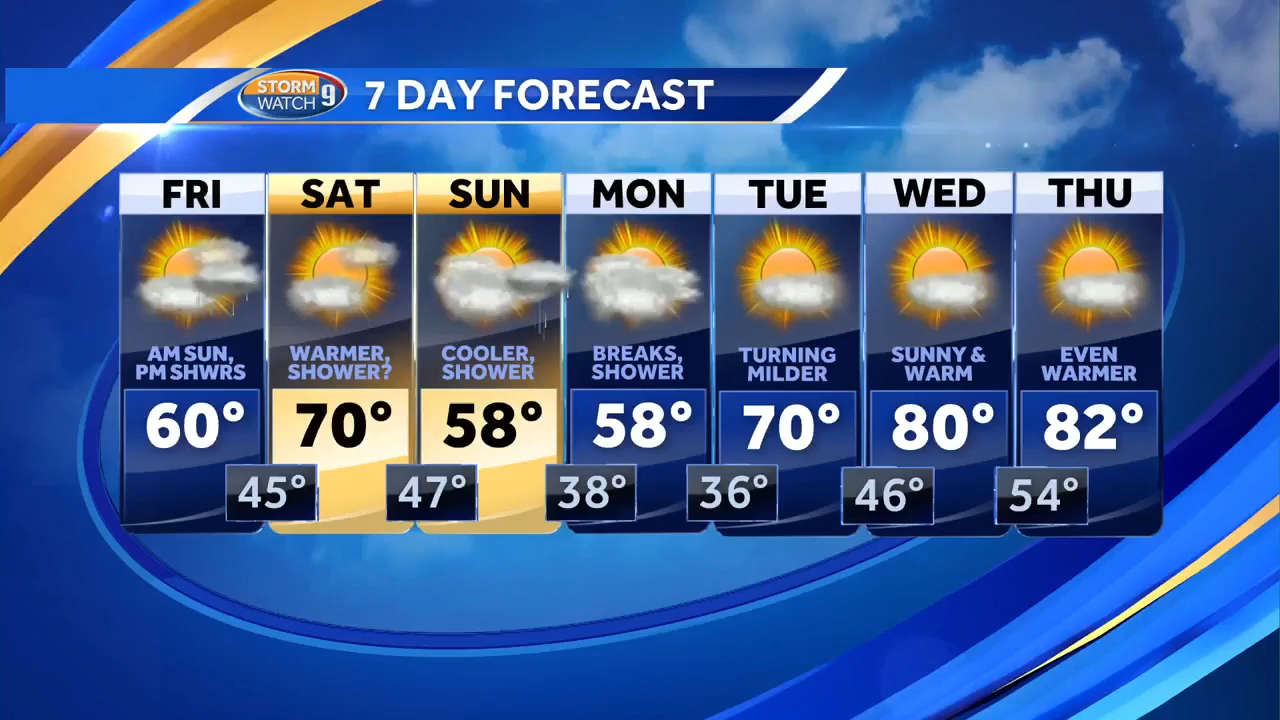 STORM
WATCH 9
7 DAY FORECAST
FRI
SAT
SUN
MON
TUE
WED
THU
AM SUN,
PM SHWRS
WARMER,
SHOWER?
COOLER,
SHOWER
BREAKS,
SHOWER
TURNING
MILDER
SUNNY &
WARM
EVEN
WARMER
60°
70°
58°
58°
70°
80°
82°
45°
47°
38°
36°
46°
54°